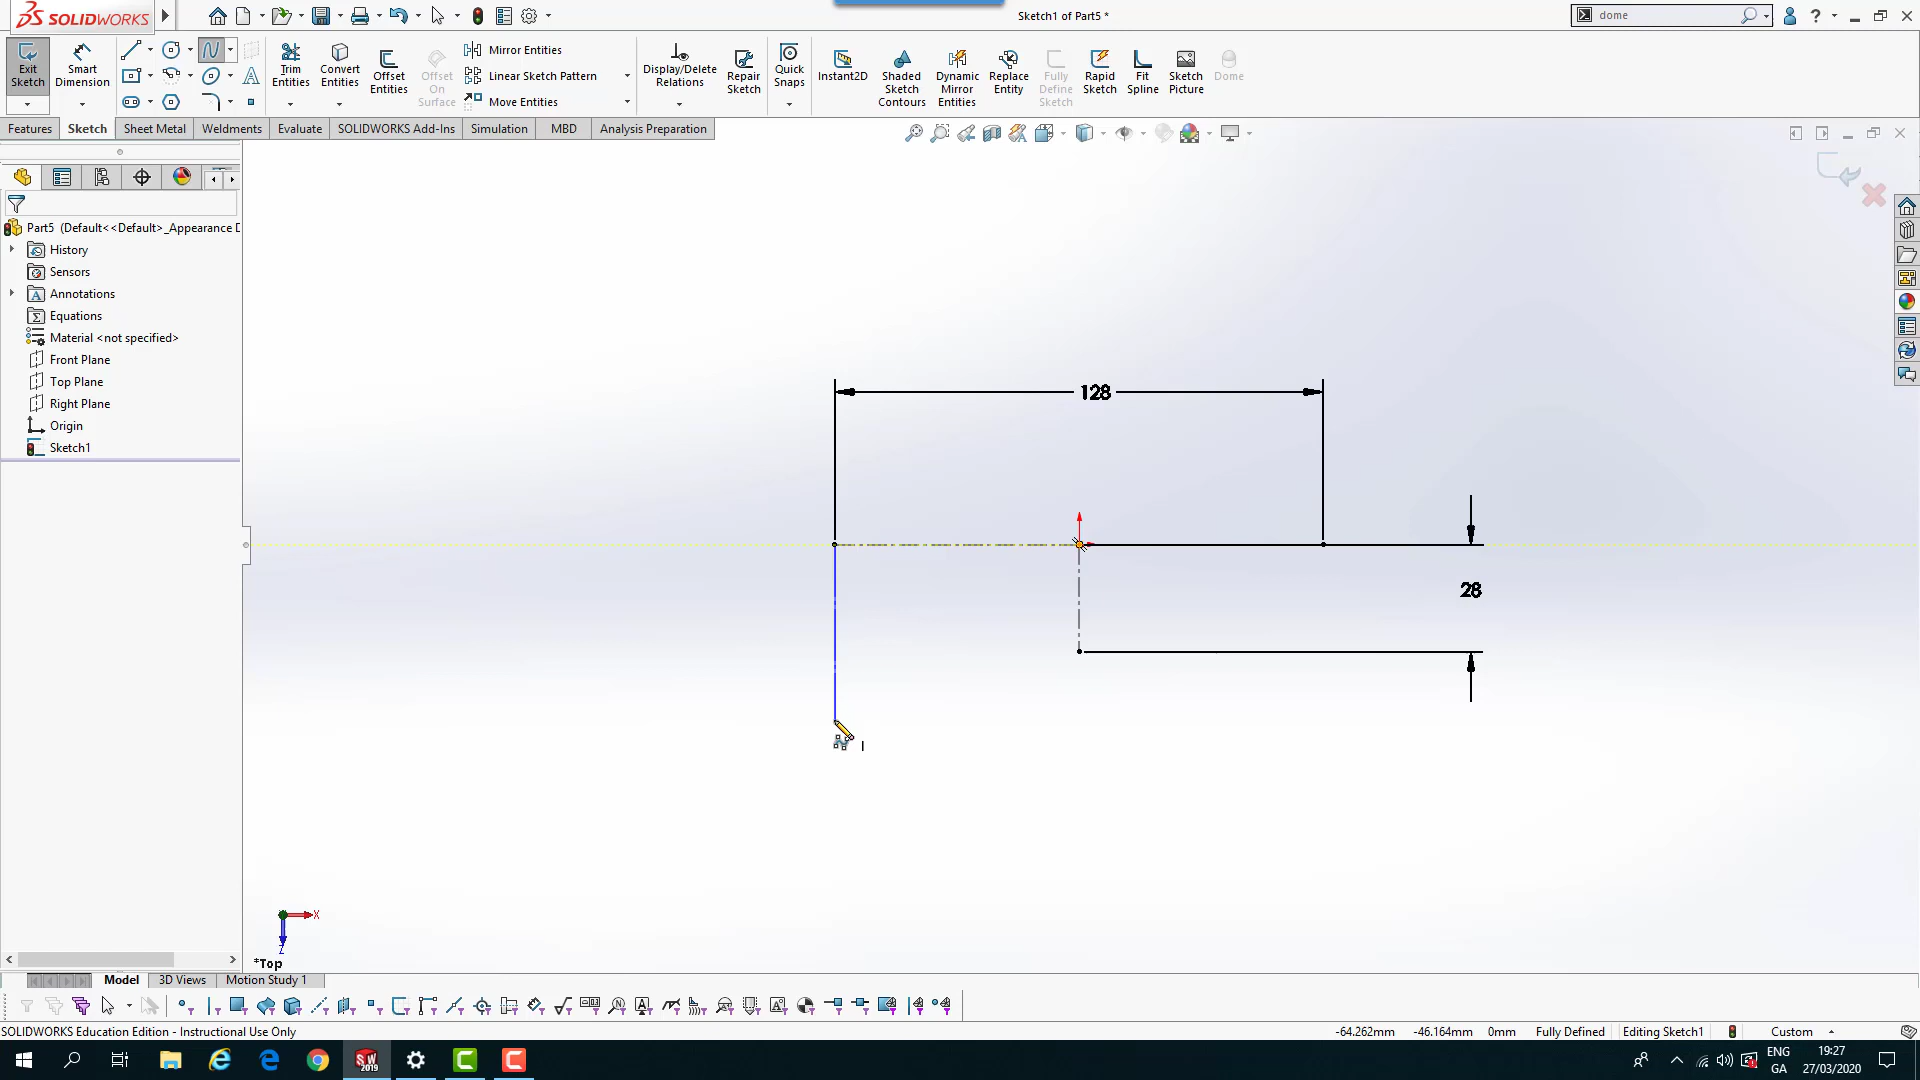 SOLIDWORKS
Sketch1 of Part5 *
dome
Exit Sketch
Smart Dimension
Trim Entities
Convert Entities
Offset Entities
Offset On Surface
Mirror Entities
Linear Sketch Pattern
Move Entities
Display/Delete Relations
Repair Sketch
Quick Snaps
Instant2D
Shaded Sketch Contours
Dynamic Mirror Entities
Replace Entity
Fully Define Sketch
Rapid Sketch
Fit Spline
Sketch Picture
Dome
Features
Sketch
Sheet Metal
Weldments
Evaluate
SOLIDWORKS Add-Ins
Simulation
MBD
Analysis Preparation
Part5 (Default<<Default>_Appearance D
History
Sensors
Annotations
Equations
Material <not specified>
Front Plane
Top Plane
Right Plane
Origin
Sketch1
128
28
X
Z
*Top
Model
3D Views
Motion Study 1
SOLIDWORKS Education Edition - Instructional Use Only
-64.262mm
-46.164mm
0mm
Fully Defined
Editing Sketch1
Custom
SW
2019
ENG
GA
19:27
27/03/2020